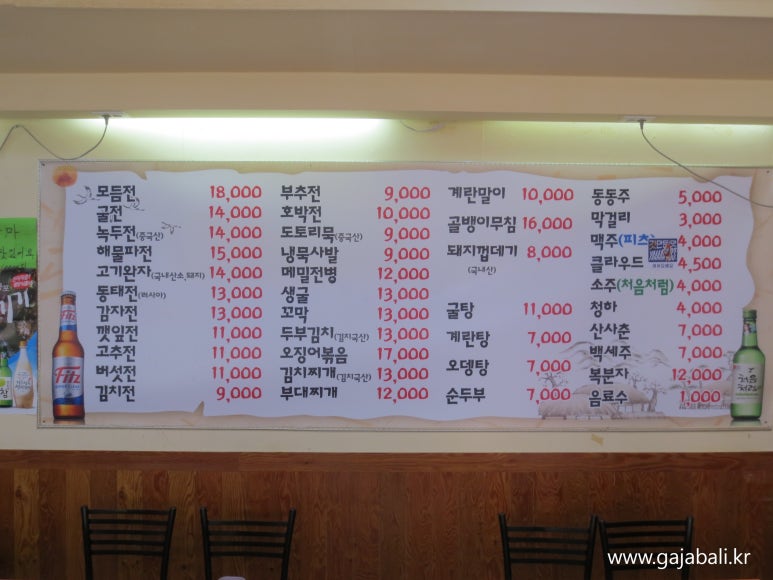 모듬전 18,000
굴전 14,000
녹두전(중국산) 14,000
해물파전 15,000
고기완자(국내산소,돼지) 14,000
동태전(러시아) 13,000
감자전 13,000
깻잎전 11,000
고추전 11,000
버섯전 11,000
김치전 9,000
부추전 9,000
호박전 10,000
도토리묵(중국산) 9,000
냉묵사발 9,000
메밀전병 12,000
생굴 13,000
꼬막 13,000
두부김치(김치국산) 13,000
오징어볶음 17,000
김치찌개(김치국산) 13,000
부대찌개 12,000
계란말이 10,000
골뱅이무침 16,000
돼지껍데기 8,000
(국내산)
굴탕 11,000
계란탕 7,000
오뎅탕 7,000
순두부 7,000
동동주 5,000
막걸리 3,000
맥주(피츠) 4,000
클라우드 4,500
소주(처음처럼) 4,000
청하 4,000
산사춘 7,000
백세주 7,000
복분자 12,000
음료수 1,000
Fitz
처음처럼
www.gajabali.kr